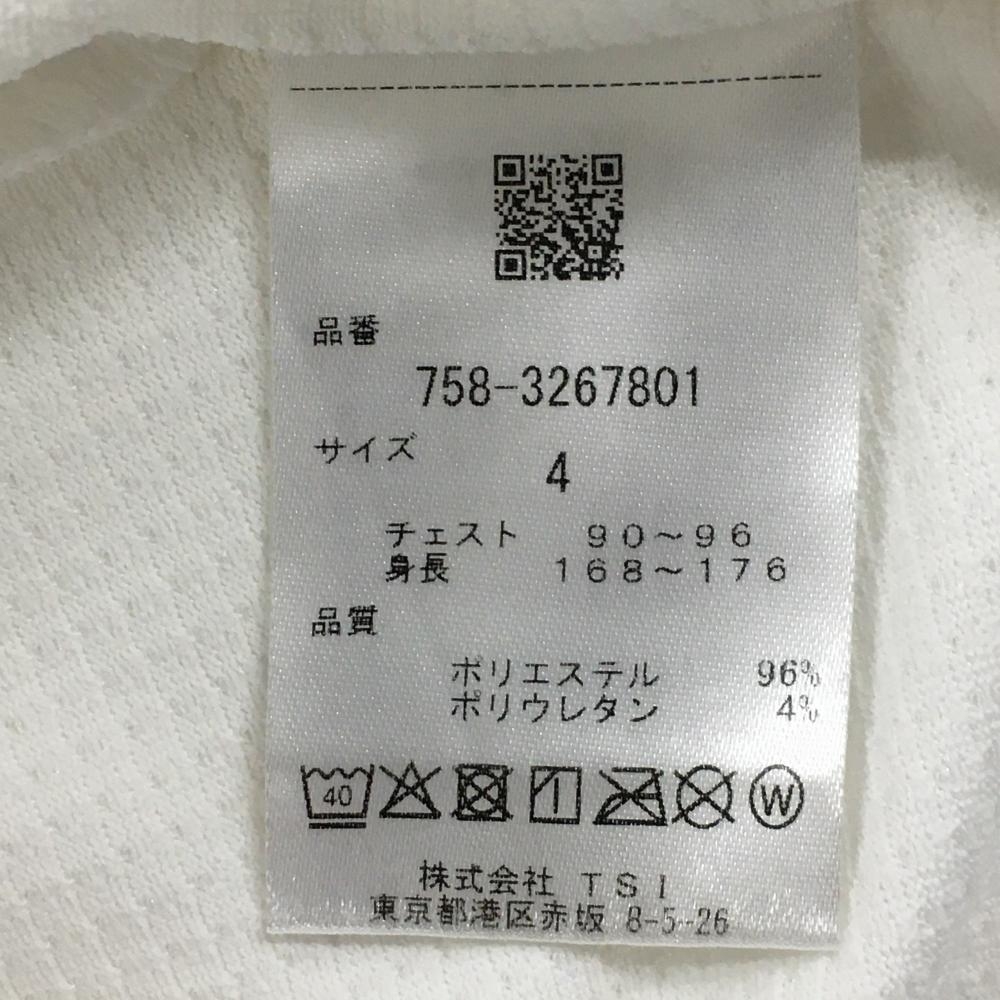 品番
758-3267801
サイズ
4
チェスト 90~96
身長 168~176
品質
ポリエステル 96%
ポリウレタン 4%
40 W
株式会社 TSI
東京都港区赤坂 8-5-26